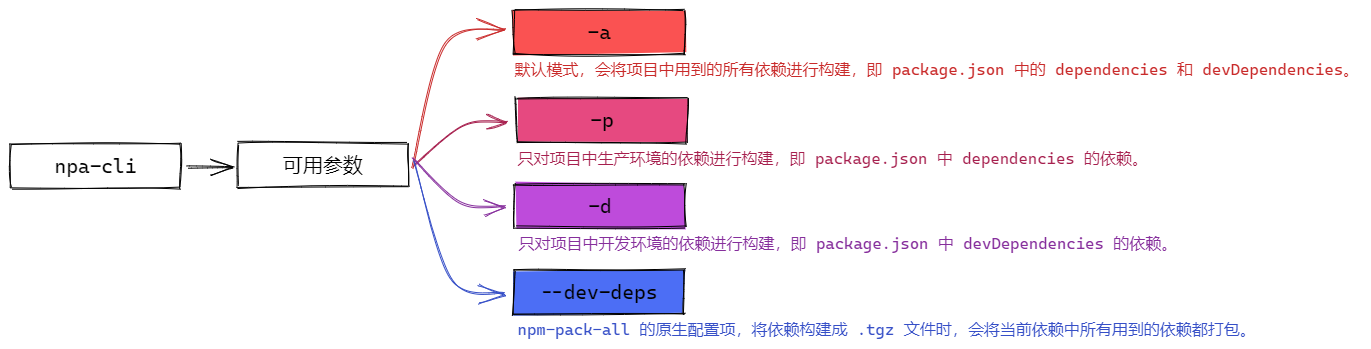 npa-cli
可用参数
-a
默认模式，会将项目中用到的所有依赖进行构建，即 package.json 中的 dependencies 和 devDependencies。
-p
只对项目中生产环境的依赖进行构建，即 package.json 中 dependencies 的依赖。
-d
只对项目中开发环境的依赖进行构建，即 package.json 中 devDependencies 的依赖。
--dev-deps
npm-pack-all 的原生配置项，将依赖构建成 .tgz 文件时，会将当前依赖中所有用到的依赖都打包。